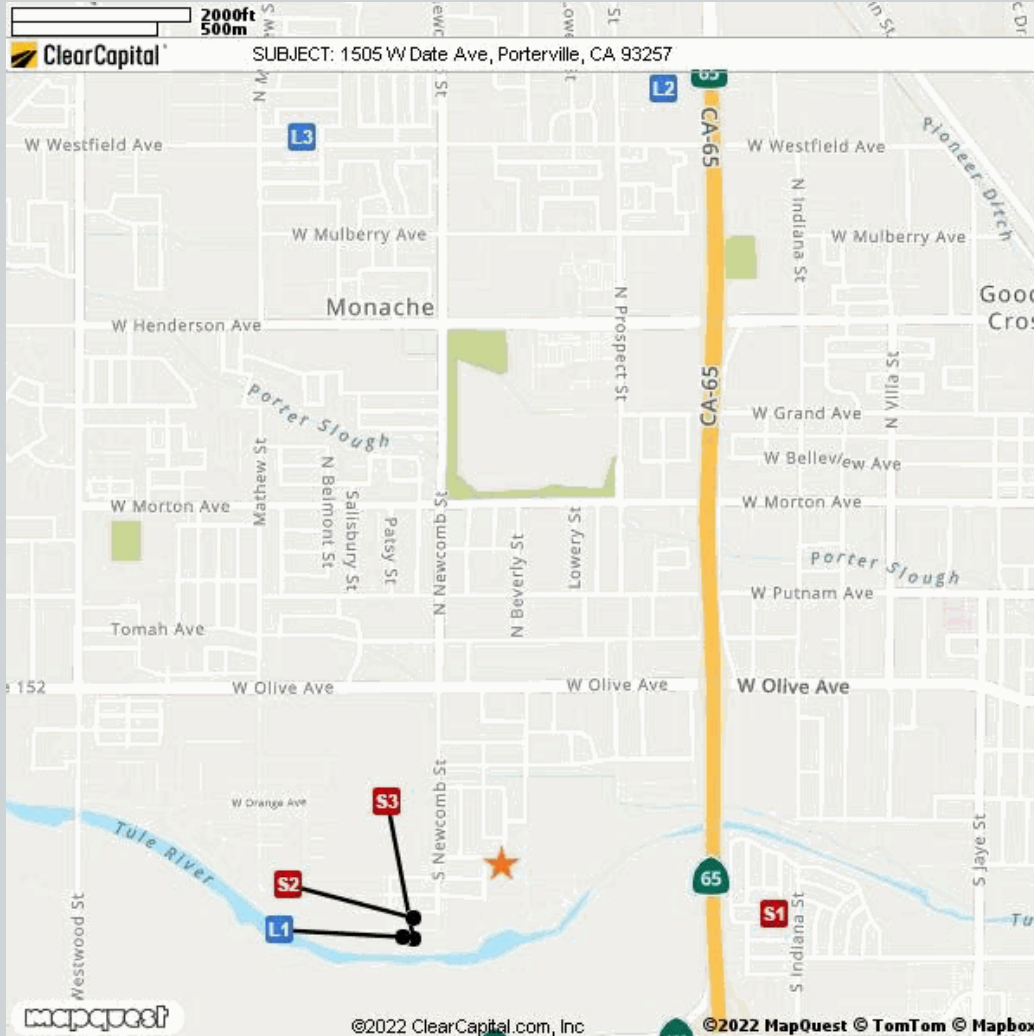 2000ft
500m
ClearCapital
SUBJECT: 1505 W Date Ave, Porterville, CA 93257
L2
65
CA-65
L3
W Westfield Ave
W Westfield Ave
Pioneer Ditch
N Indiana St
W Mulberry Ave
W Mulberry Ave
Monache
N Prospect St
W Henderson Ave
CA-65
N Villa St
Porter Slough
W Grand Ave
W Bellevew Ave
Mathew St
N Belmont St
Salisbury St
Patsy St
N Newcomb St
N Beverly St
Lowery St
W Morton Ave
W Morton Ave
Porter Slough
W Putnam Ave
Tomah Ave
152
W Olive Ave
W Olive Ave
W Olive Ave
S3
W Orange Ave
S Newcomb St
Tule River
S Jaye St
S2
65
L1
S1
Westwood St
S Indiana St
mapquest
©2022 ClearCapital.com, Inc
©2022 MapQuest © TomTom © Mapbox